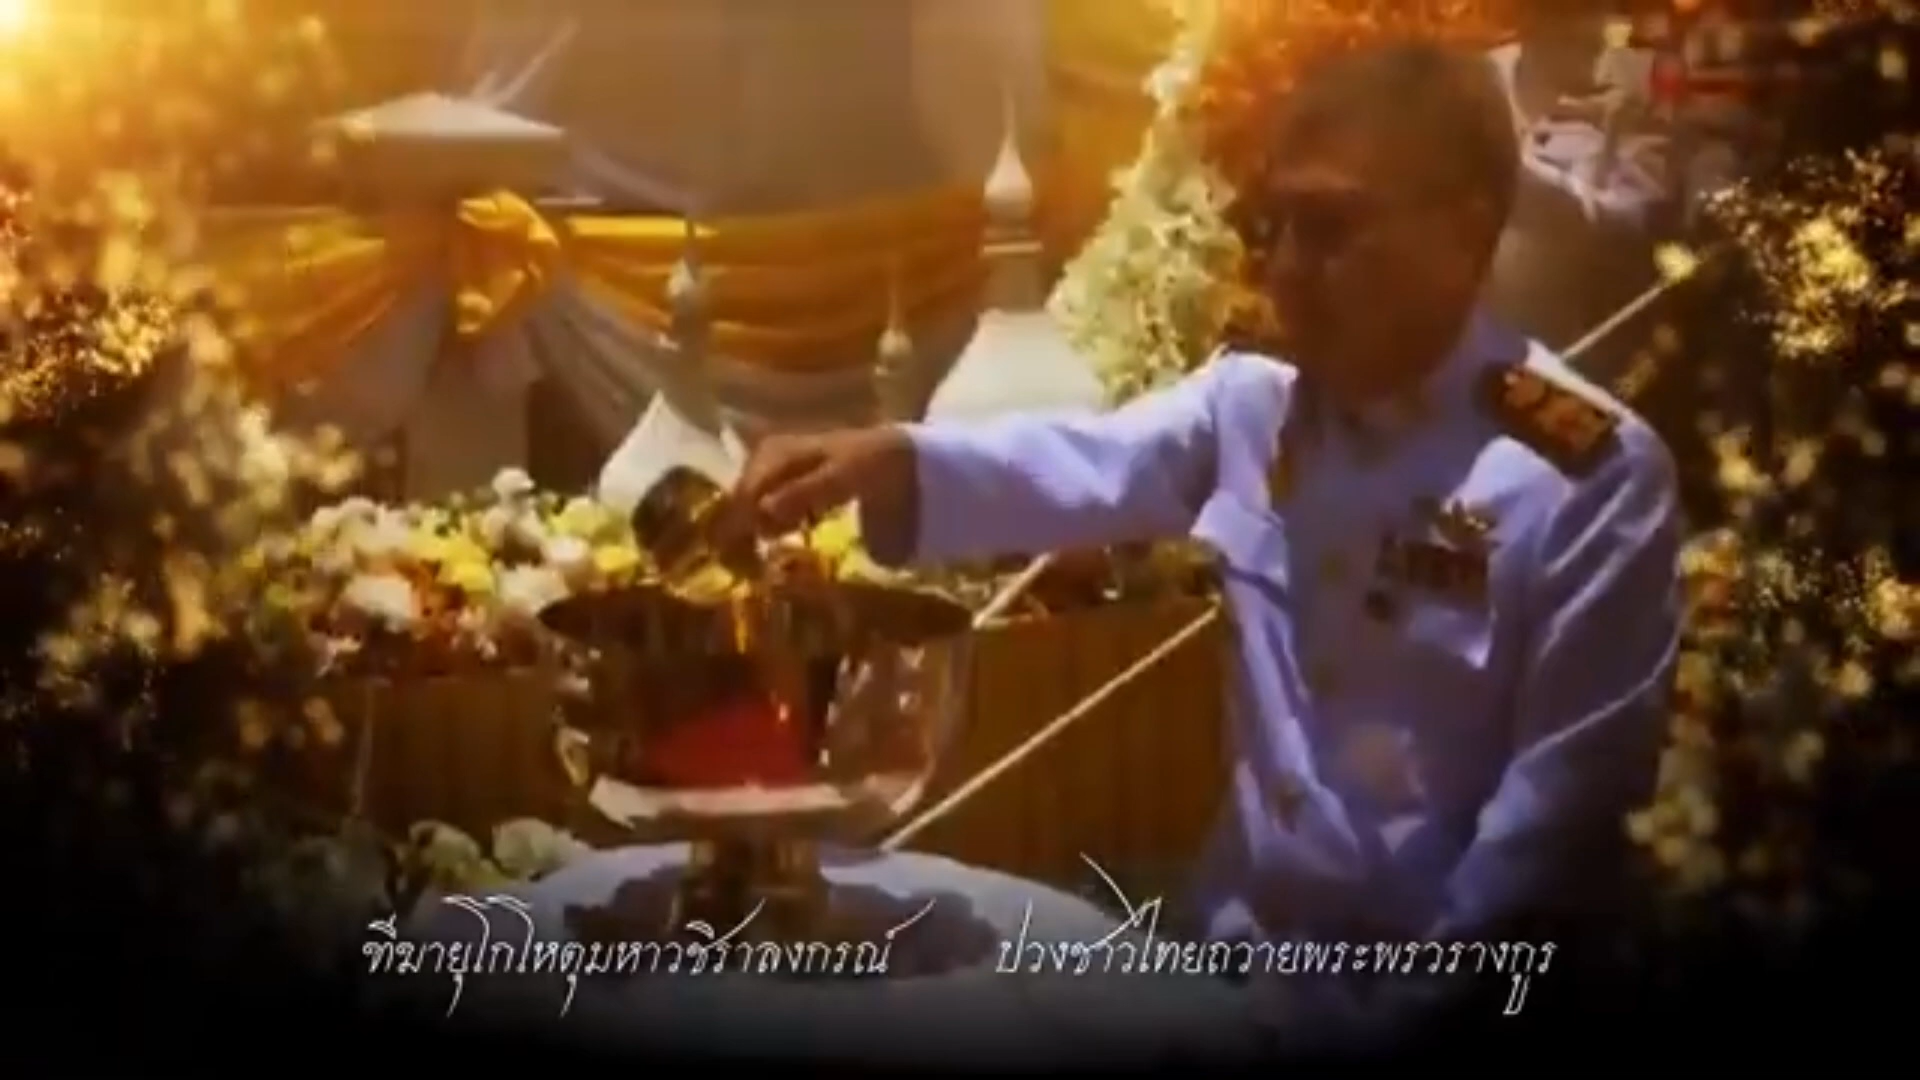 ทีฆายุโกโหตุมหาวชิราลงกรณ์ ปวงชาวไทยถวายพระพรวรางกูร